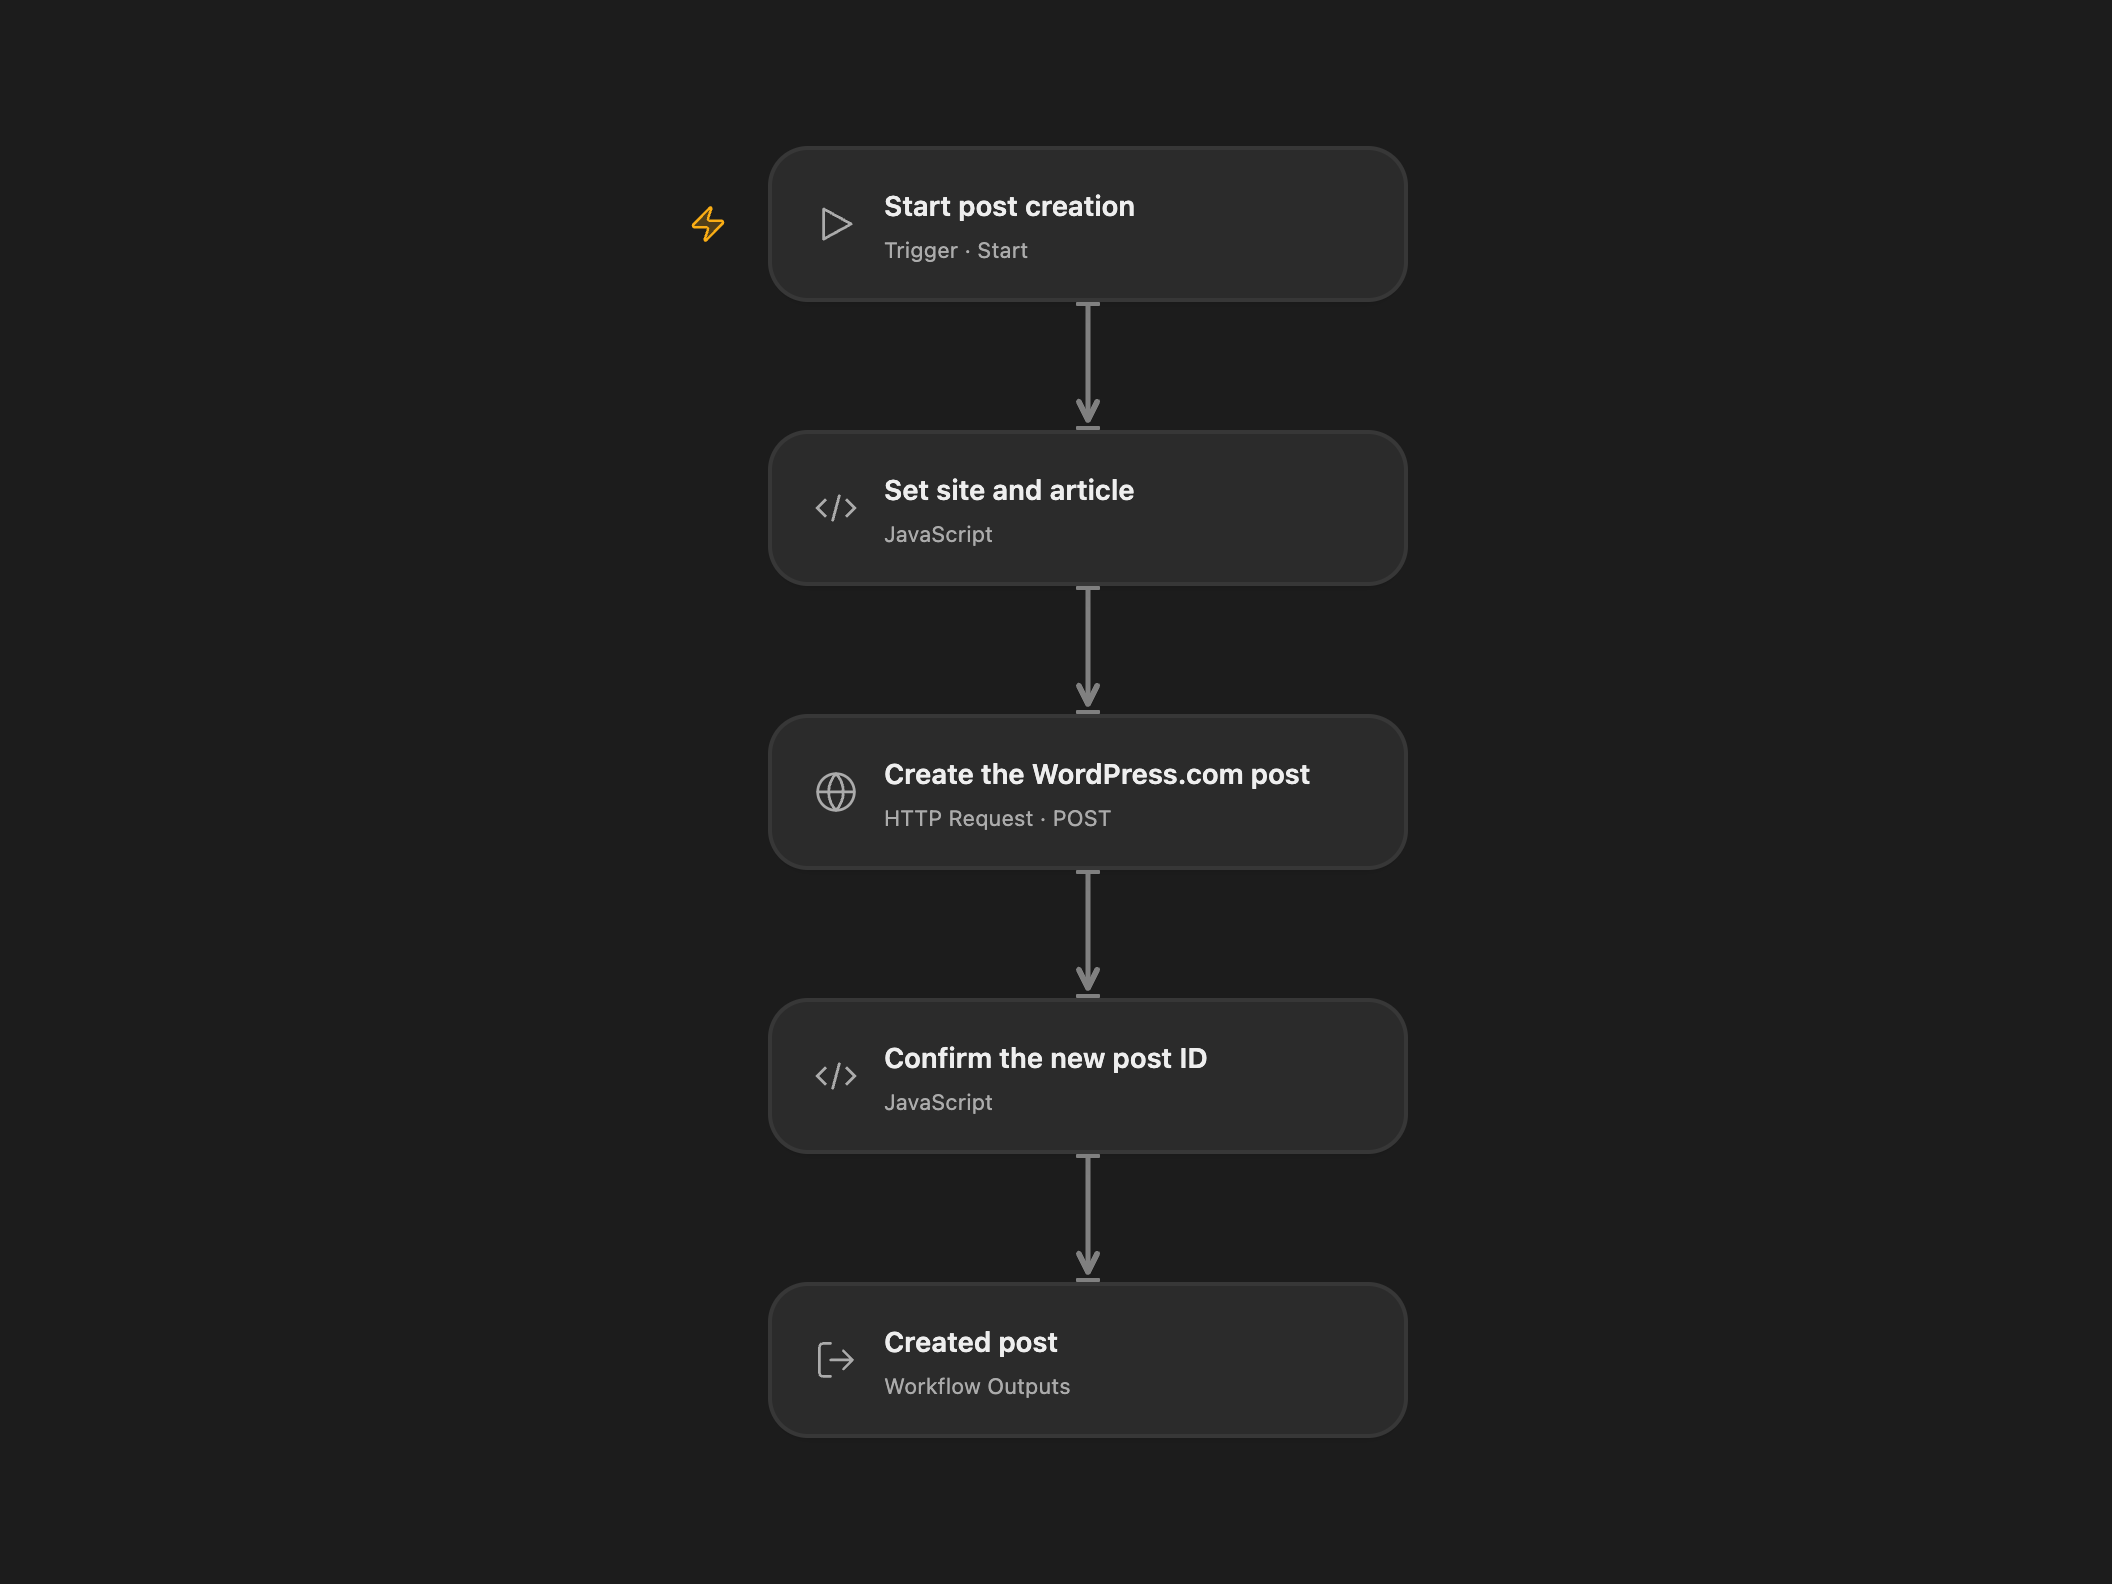 Start post creation
Trigger · Start
Set site and article
JavaScript
Create the WordPress.com post
HTTP Request · POST
Confirm the new post ID
JavaScript
Created post
Workflow Outputs